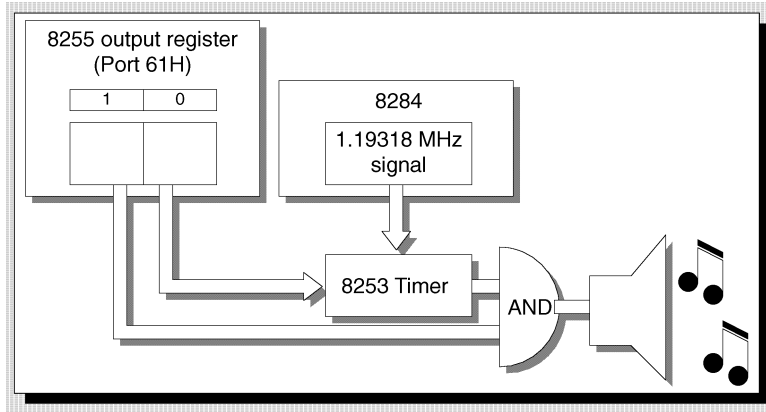 8255 output register
(Port 61H)
1 0
8284
1.19318 MHz
signal
8253 Timer
AND